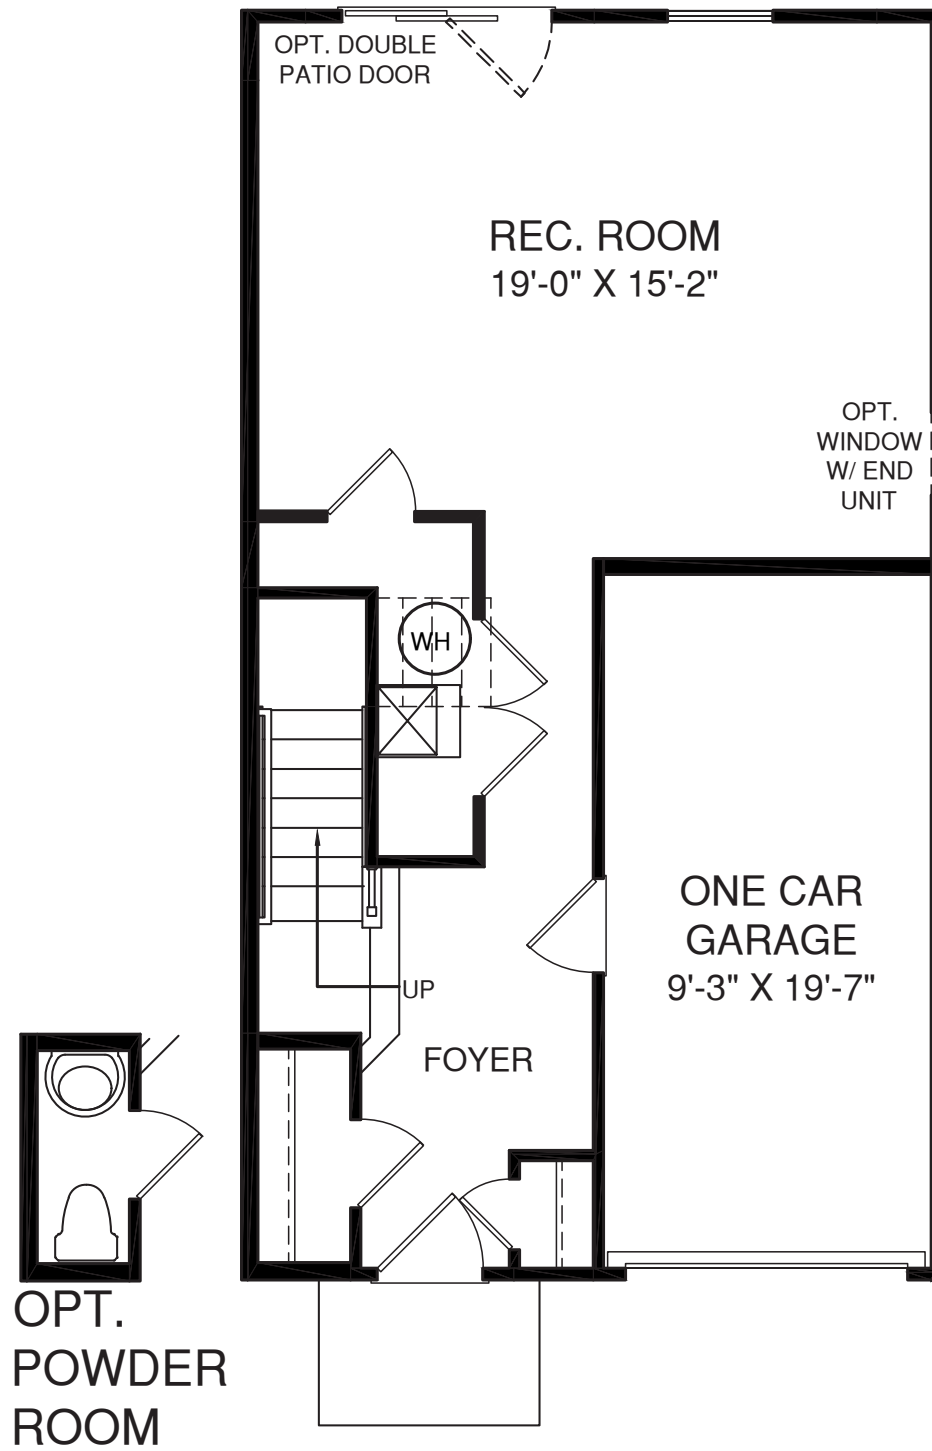 OPT. DOUBLE
PATIO DOOR
REC. ROOM
19'-0" X 15'-2"
OPT.
WINDOW
W/ END
UNIT
WH
ONE CAR
GARAGE
9'-3" X 19'-7"
UP
FOYER
OPT.
POWDER
ROOM